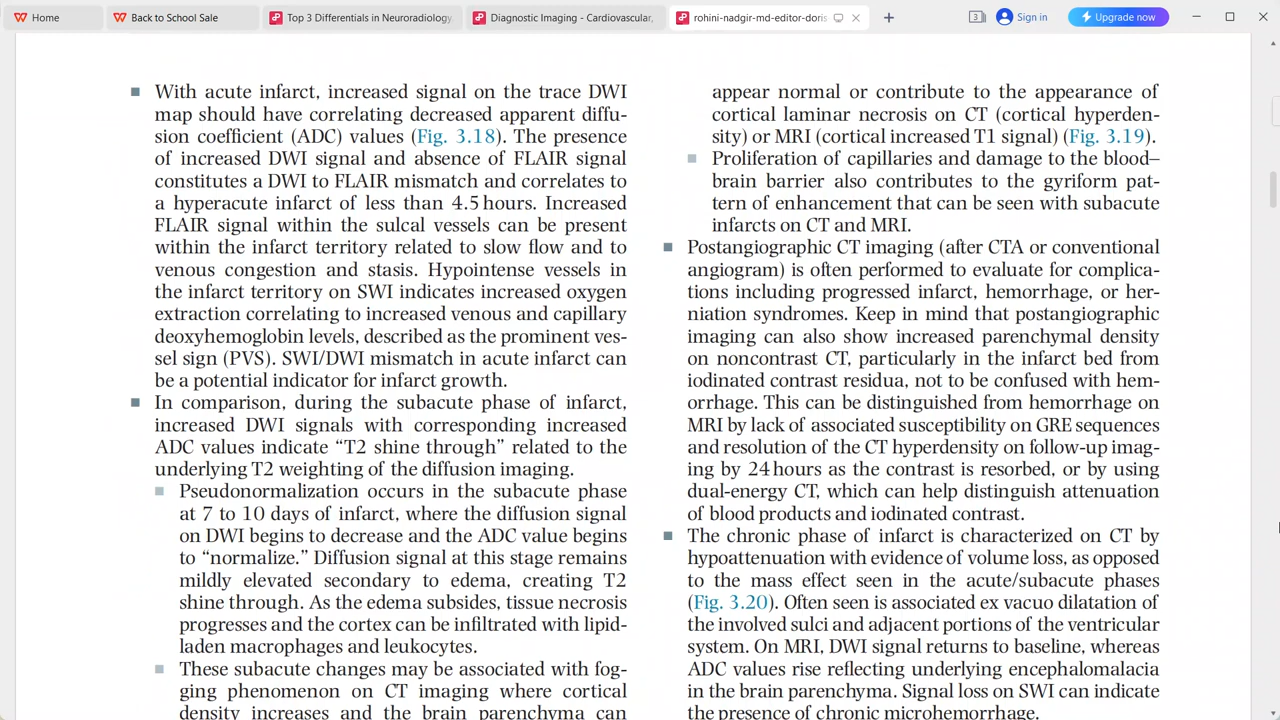 Home
Back to School Sale
Top 3 Differentials in Neuroradiology
Diagnostic Imaging - Cardiovascular,
rohini-nadgir-md-editor-doris
3
Sign in
Upgrade now
With acute infarct, increased signal on the trace DWI
map should have correlating decreased apparent diffu-
sion coefficient (ADC) values (Fig. 3.18). The presence
of increased DWI signal and absence of FLAIR signal
constitutes a DWI to FLAIR mismatch and correlates to
a hyperacute infarct of less than 4.5 hours. Increased
FLAIR signal within the sulcal vessels can be present
within the infarct territory related to slow flow and to
venous congestion and stasis. Hypointense vessels in
the infarct territory on SWI indicates increased oxygen
extraction correlating to increased venous and capillary
deoxyhemoglobin levels, described as the prominent ves-
sel sign (PVS). SWI/DWI mismatch in acute infarct can
be a potential indicator for infarct growth.
In comparison, during the subacute phase of infarct,
increased DWI signals with corresponding increased
ADC values indicate “T2 shine through” related to the
underlying T2 weighting of the diffusion imaging.
Pseudonormalization occurs in the subacute phase
at 7 to 10 days of infarct, where the diffusion signal
on DWI begins to decrease and the ADC value begins
to “normalize.” Diffusion signal at this stage remains
mildly elevated secondary to edema, creating T2
shine through. As the edema subsides, tissue necrosis
progresses and the cortex can be infiltrated with lipid-
laden macrophages and leukocytes.
These subacute changes may be associated with fog-
ging phenomenon on CT imaging where cortical
density increases and the brain parenchyma can
appear normal or contribute to the appearance of
cortical laminar necrosis on CT (cortical hyperden-
sity) or MRI (cortical increased T1 signal) (Fig. 3.19).
Proliferation of capillaries and damage to the blood–
brain barrier also contributes to the gyriform pat-
tern of enhancement that can be seen with subacute
infarcts on CT and MRI.
Postangiographic CT imaging (after CTA or conventional
angiogram) is often performed to evaluate for complica-
tions including progressed infarct, hemorrhage, or her-
niation syndromes. Keep in mind that postangiographic
imaging can also show increased parenchymal density
on noncontrast CT, particularly in the infarct bed from
iodinated contrast residua, not to be confused with hem-
orrhage. This can be distinguished from hemorrhage on
MRI by lack of associated susceptibility on GRE sequences
and resolution of the CT hyperdensity on follow-up imag-
ing by 24 hours as the contrast is resorbed, or by using
dual-energy CT, which can help distinguish attenuation
of blood products and iodinated contrast.
The chronic phase of infarct is characterized on CT by
hypoattenuation with evidence of volume loss, as opposed
to the mass effect seen in the acute/subacute phases
(Fig. 3.20). Often seen is associated ex vacuo dilatation of
the involved sulci and adjacent portions of the ventricular
system. On MRI, DWI signal returns to baseline, whereas
ADC values rise reflecting underlying encephalomalacia
in the brain parenchyma. Signal loss on SWI can indicate
the presence of chronic microhemorrhage.